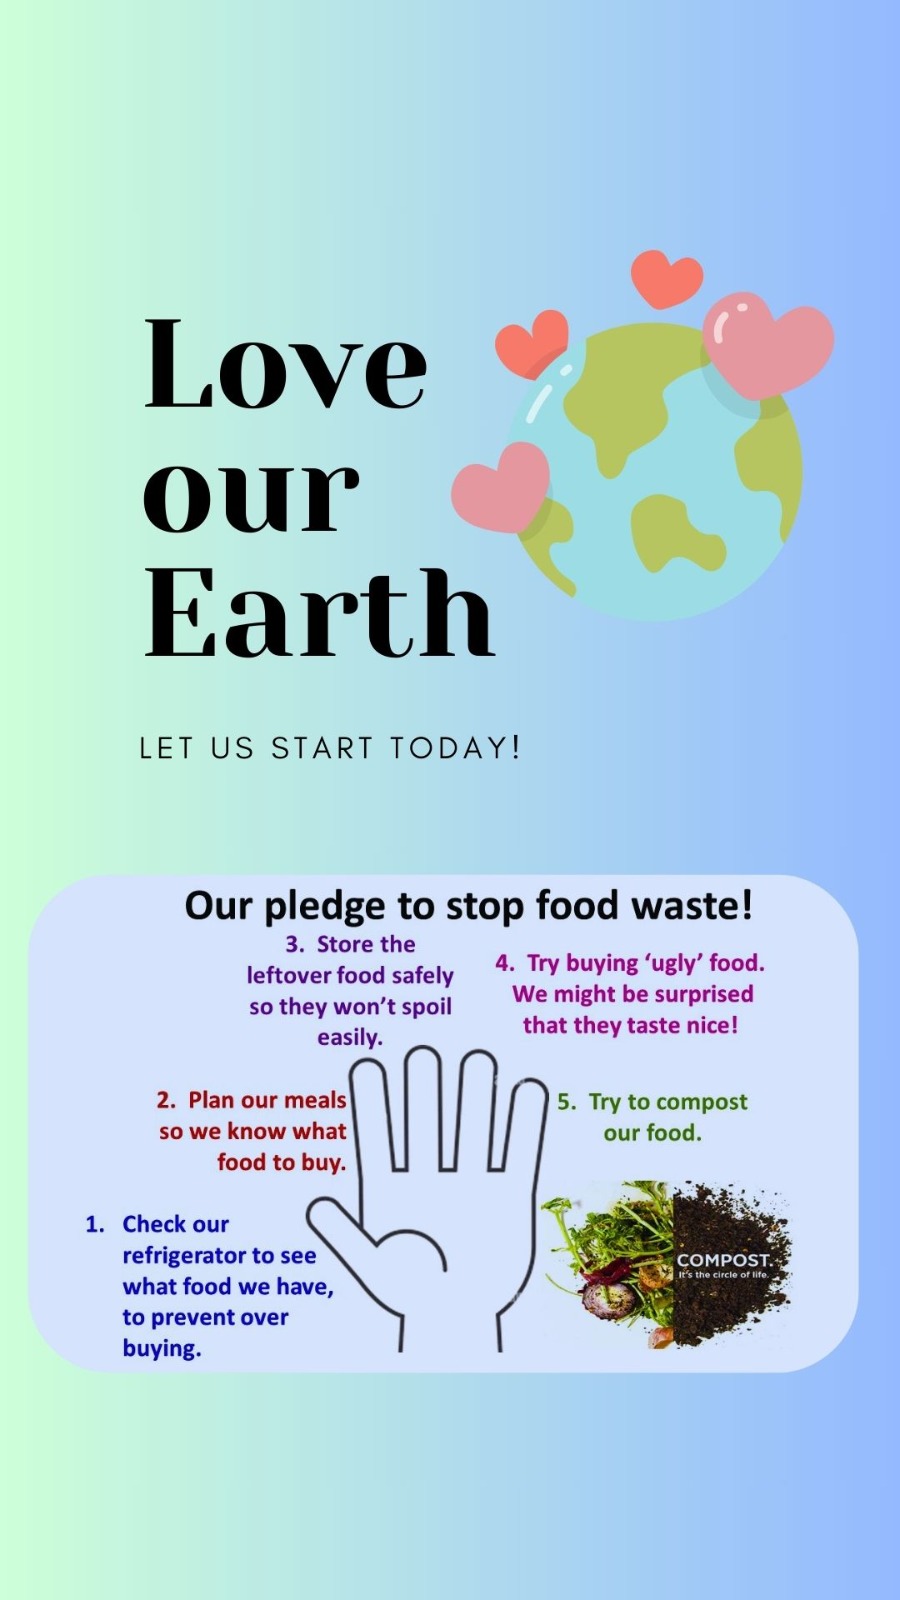 Love
our
Earth
LET US START TODAY!
Our pledge to stop food waste!
3. Store the
leftover food safely
so they won't spoil
easily.
4. Try buying ‘ugly’ food.
We might be surprised
that they taste nice!
2. Plan our meals
so we know what
food to buy.
5. Try to compost
our food.
1. Check our
refrigerator to see
what food we have,
to prevent over
buying.
COMPOST.
It's the circle of life.